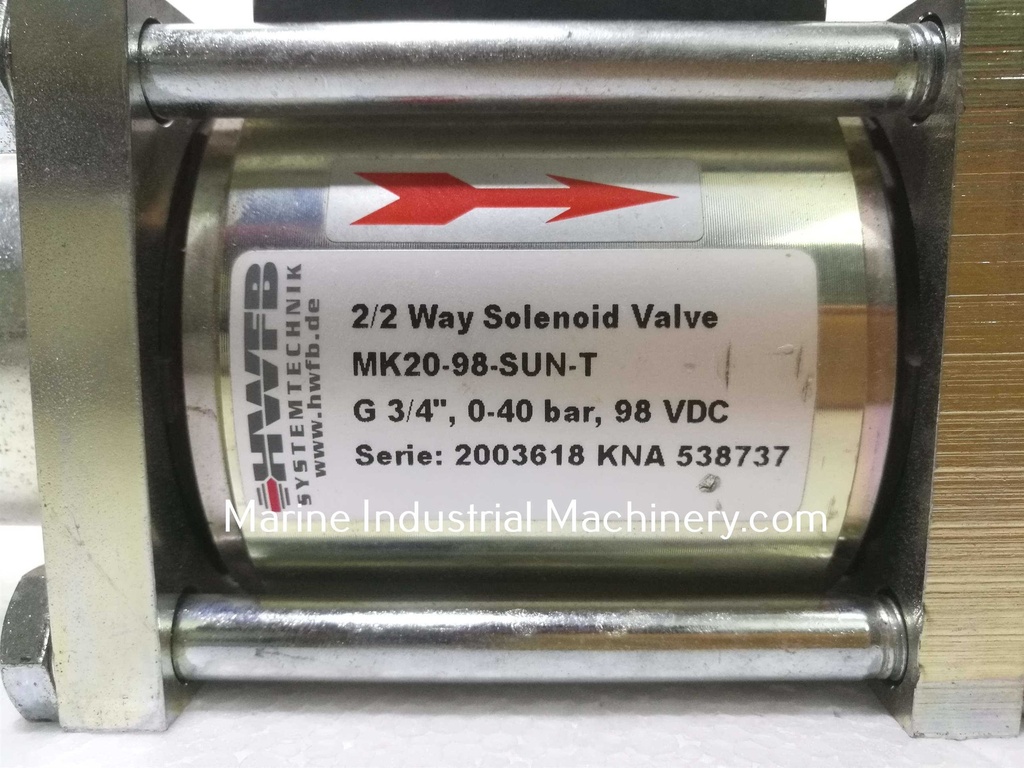 HWFB
SYSTEMTECHNIK
www.hwfb.de
2/2 Way Solenoid Valve
MK20-98-SUN-T
G 3/4", 0-40 bar, 98 VDC
Serie: 2003618 KNA 538737
Marine Industrial Machinery.com